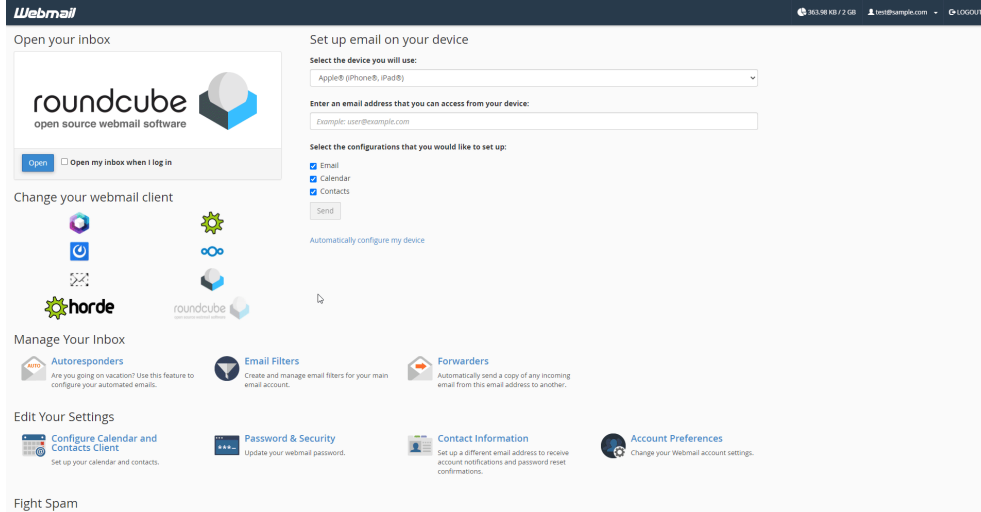 Webmail
363.98 KB / 2 GB
test@sample.com
LOGOUT
Open your inbox
roundcube
open source webmail software
Open
Open my inbox when I log in
Set up email on your device
Select the device you will use:
Apple® (iPhone®, iPad®)
Enter an email address that you can access from your device:
Example: user@example.com
Select the configurations that you would like to set up:
Email
Calendar
Contacts
Send
Automatically configure my device
Change your webmail client
horde
roundcube
open source webmail software
Manage Your Inbox
AUTO
Autoresponders
Are you going on vacation? Use this feature to
configure your automated emails.
Email Filters
Create and manage email filters for your main
email account.
Forwarders
Automatically send a copy of any incoming
email from this email address to another.
Edit Your Settings
Configure Calendar and
Contacts Client
Set up your calendar and contacts.
Password & Security
Update your webmail password.
Contact Information
Set up a different email address to receive
account notifications and password reset
confirmations.
Account Preferences
Change your Webmail account settings.
Fight Spam